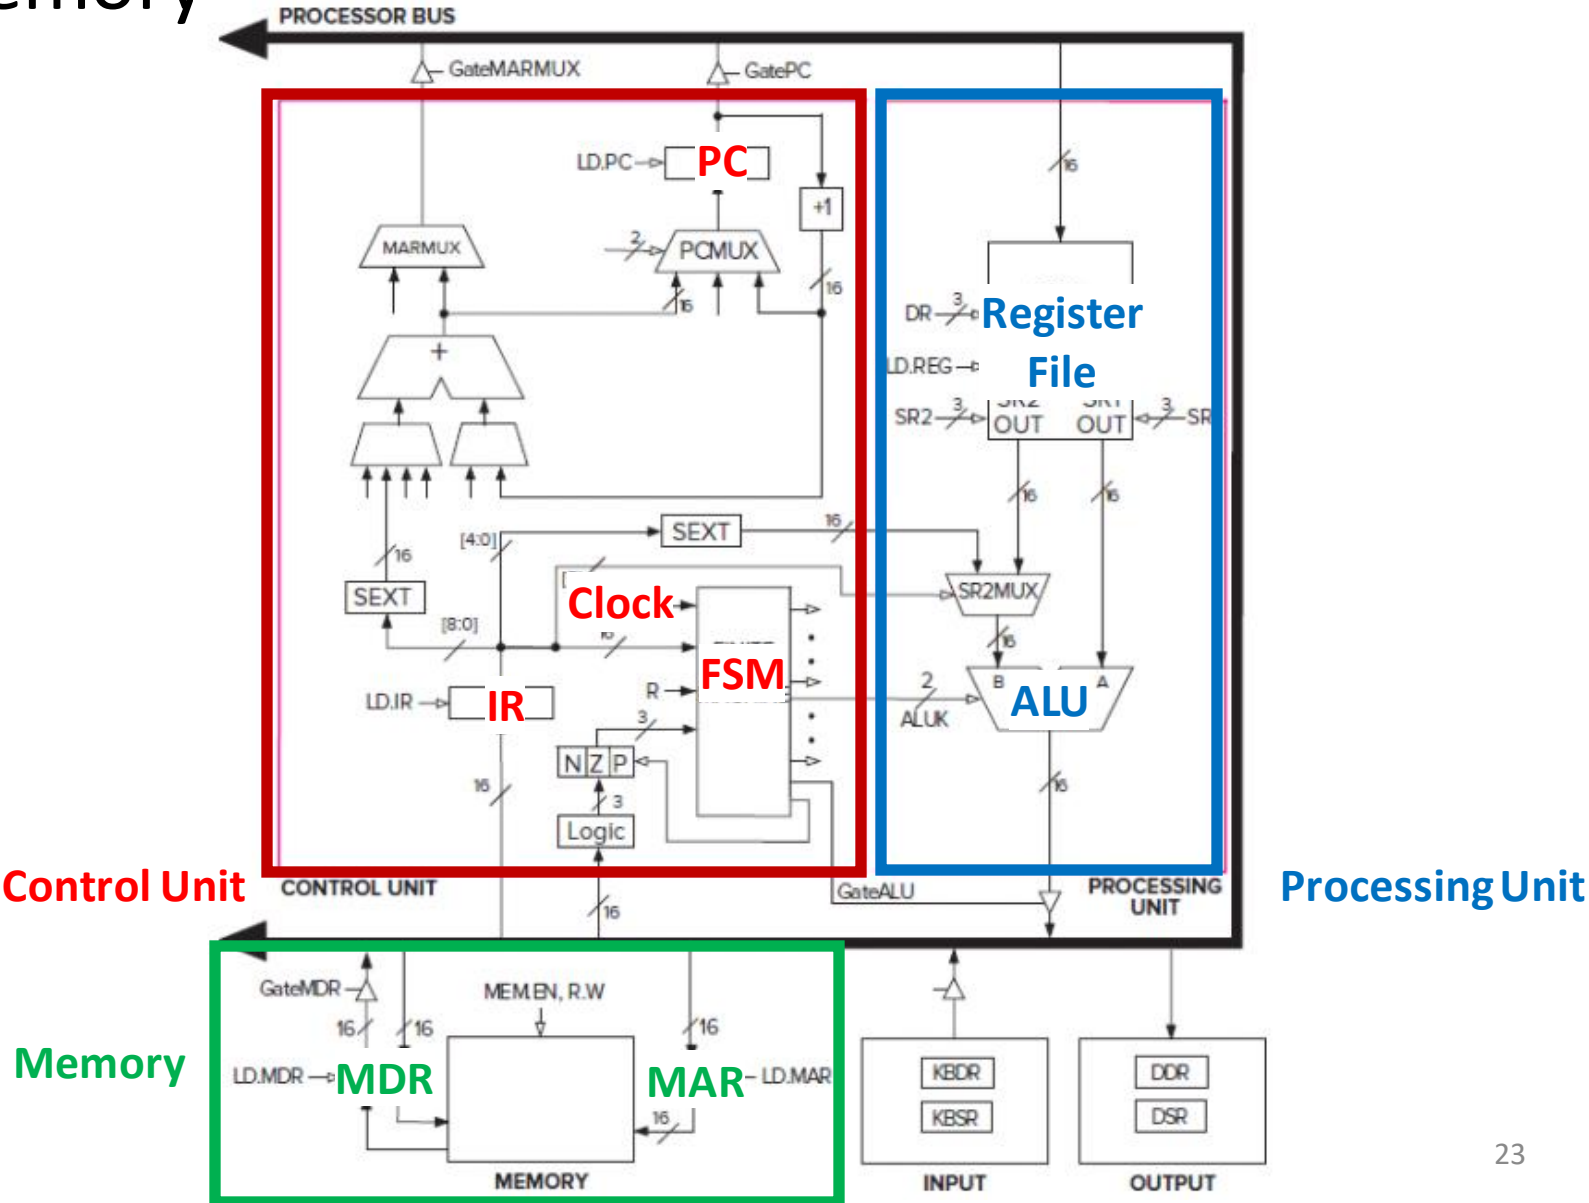 PROCESSOR BUS
GateMARMUX
GatePC
LD.PC
PC
+1
16
MARMUX
2
PCMUX
16
16
DR
3
Register
File
LD.REG
+
SR2
3
OUT
OUT
3
SR
16
16
[4:0]
SEXT
16
16
SEXT
Clock
SR2MUX
[8:0]
16
16
FSM
R
LD.IR
IR
2
ALUK
B
ALU
A
3
N Z P
16
3
16
Logic
Control Unit
CONTROL UNIT
GateALU
PROCESSING
UNIT
Processing Unit
16
GateMDR
MEM.EN, R.W
16
16
16
Memory
LD.MDR
MDR
MAR
LD.MAR
16
KBDR
KBSR
DDR
DSR
MEMORY
INPUT
OUTPUT
23